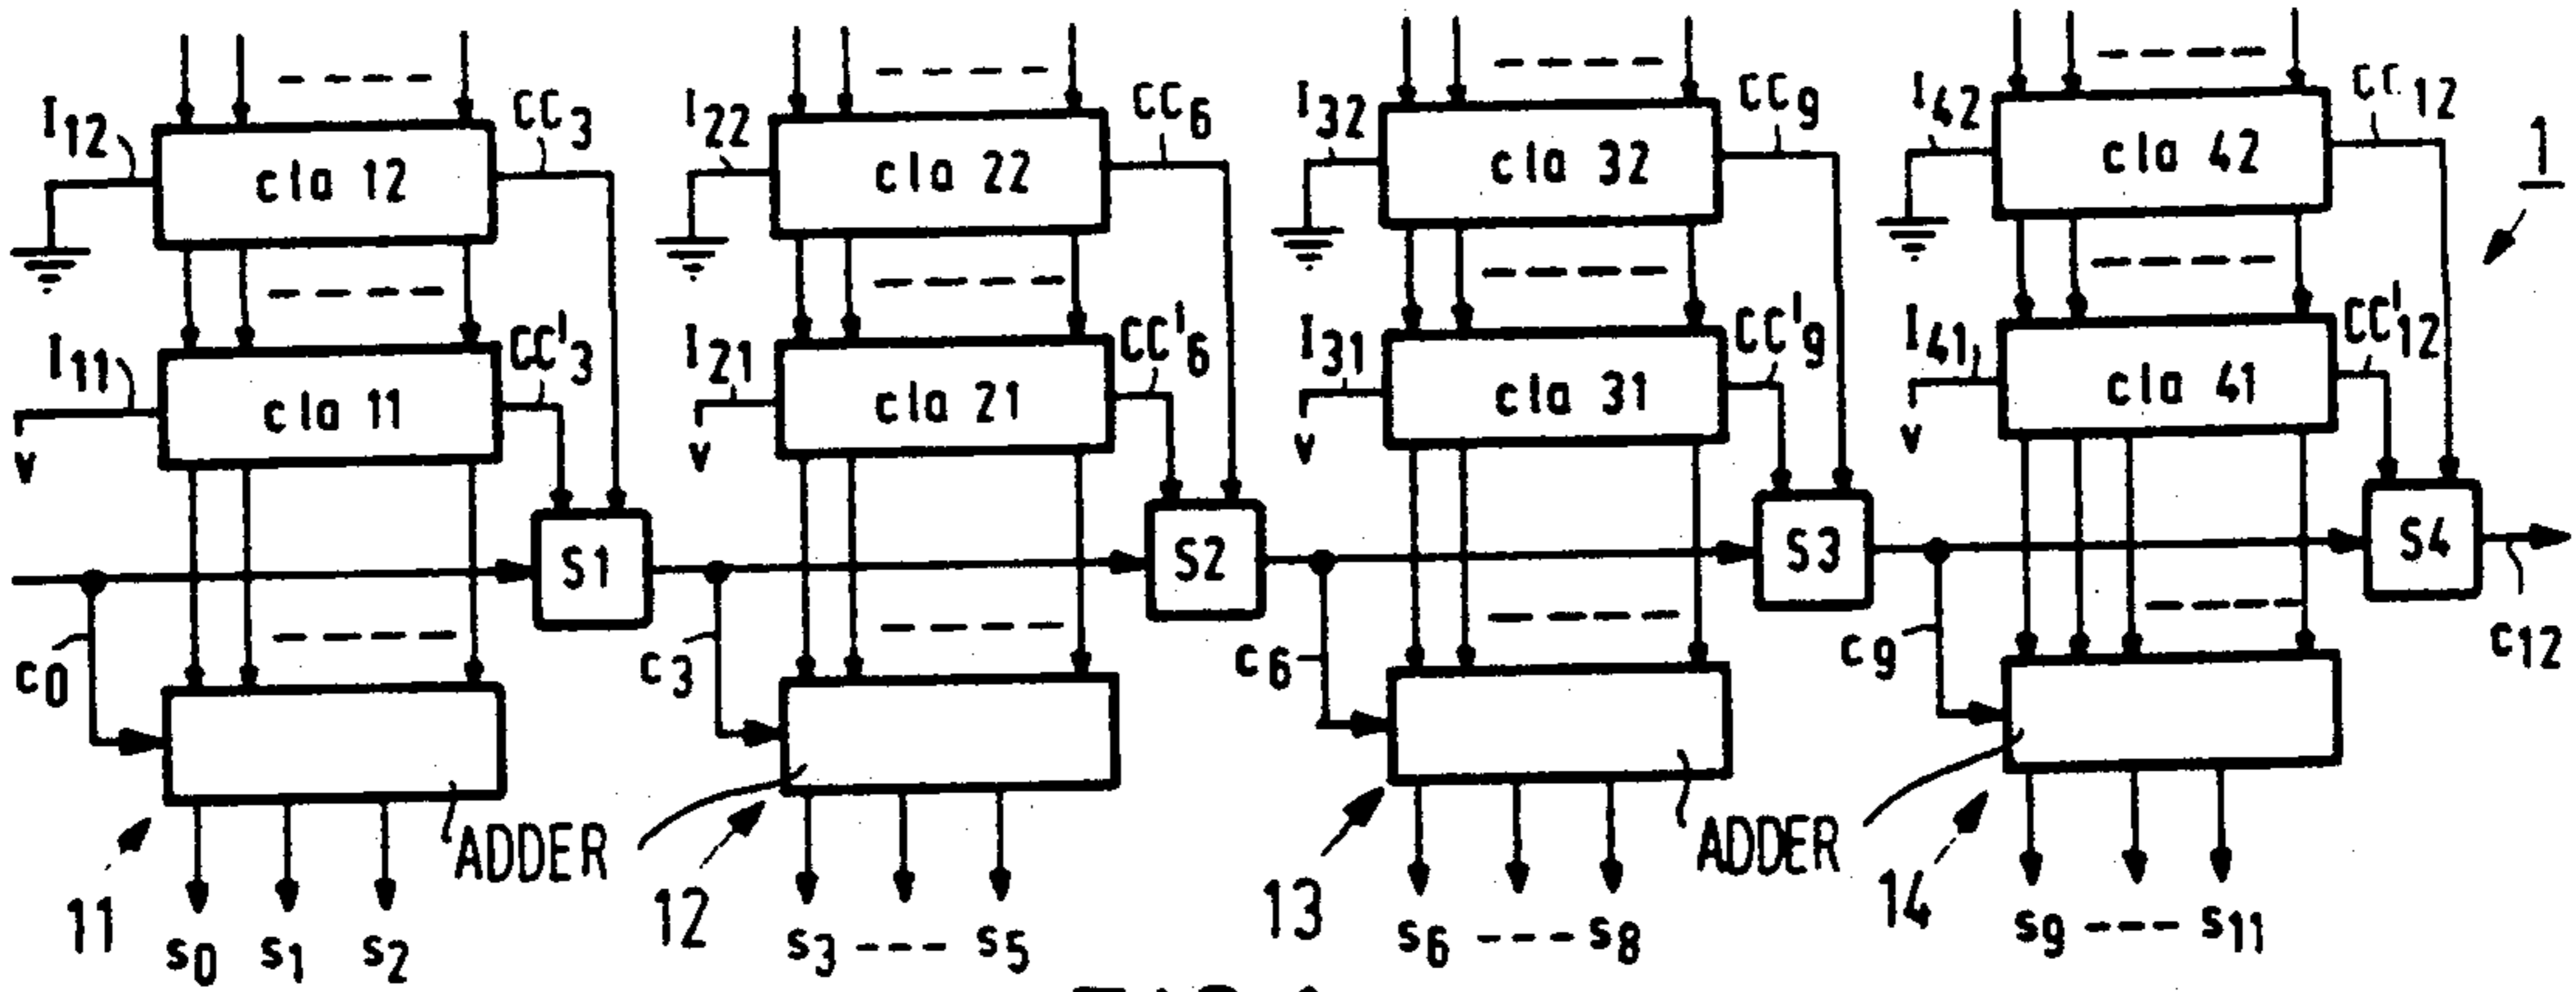 I12 cla 12 CC3 I22 cla 22 CC6 I32 cla 32 CC9 I42 cla 42 CC12 1
I11 cla 11 CC'3 I21 cla 21 CC'6 I31 cla 31 CC'9 I41 cla 41 CC'12
v v v v
S1 S2 S3 S4
c0 c3 c6 c9 c12
11 ADDER 12 13 ADDER 14
s0 s1 s2 s3 --- s5 s6 --- s8 s9 --- s11